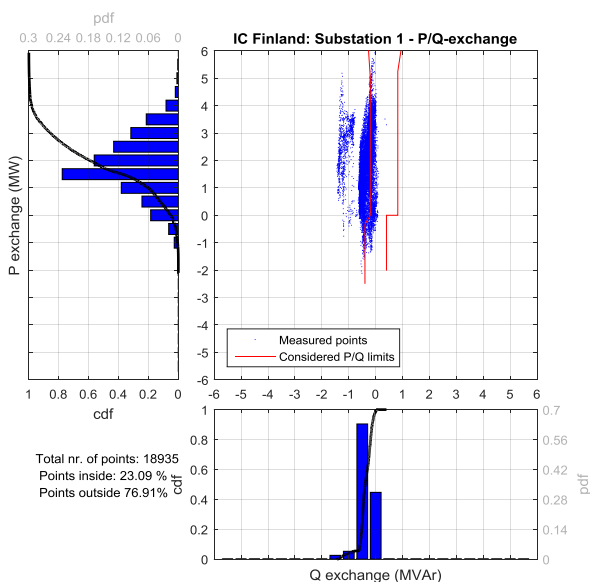 pdf
0.3 0.24 0.18 0.12 0.06 0
IC Finland: Substation 1 - P/Q-exchange
P exchange (MW)
1 0.8 0.6 0.4 0.2 0
cdf
6
5
4
3
2
1
0
-1
-2
-3
-4
-5
-6
Measured points
Considered P/Q limits
-6 -5 -4 -3 -2 -1 0 1 2 3 4 5 6
Total nr. of points: 18935
Points inside: 23.09 %
Points outside 76.91%
cdf
1
0.8
0.6
0.4
0.2
0
0.7
0.56
0.42
0.28
0.14
0
pdf
Q exchange (MVAr)